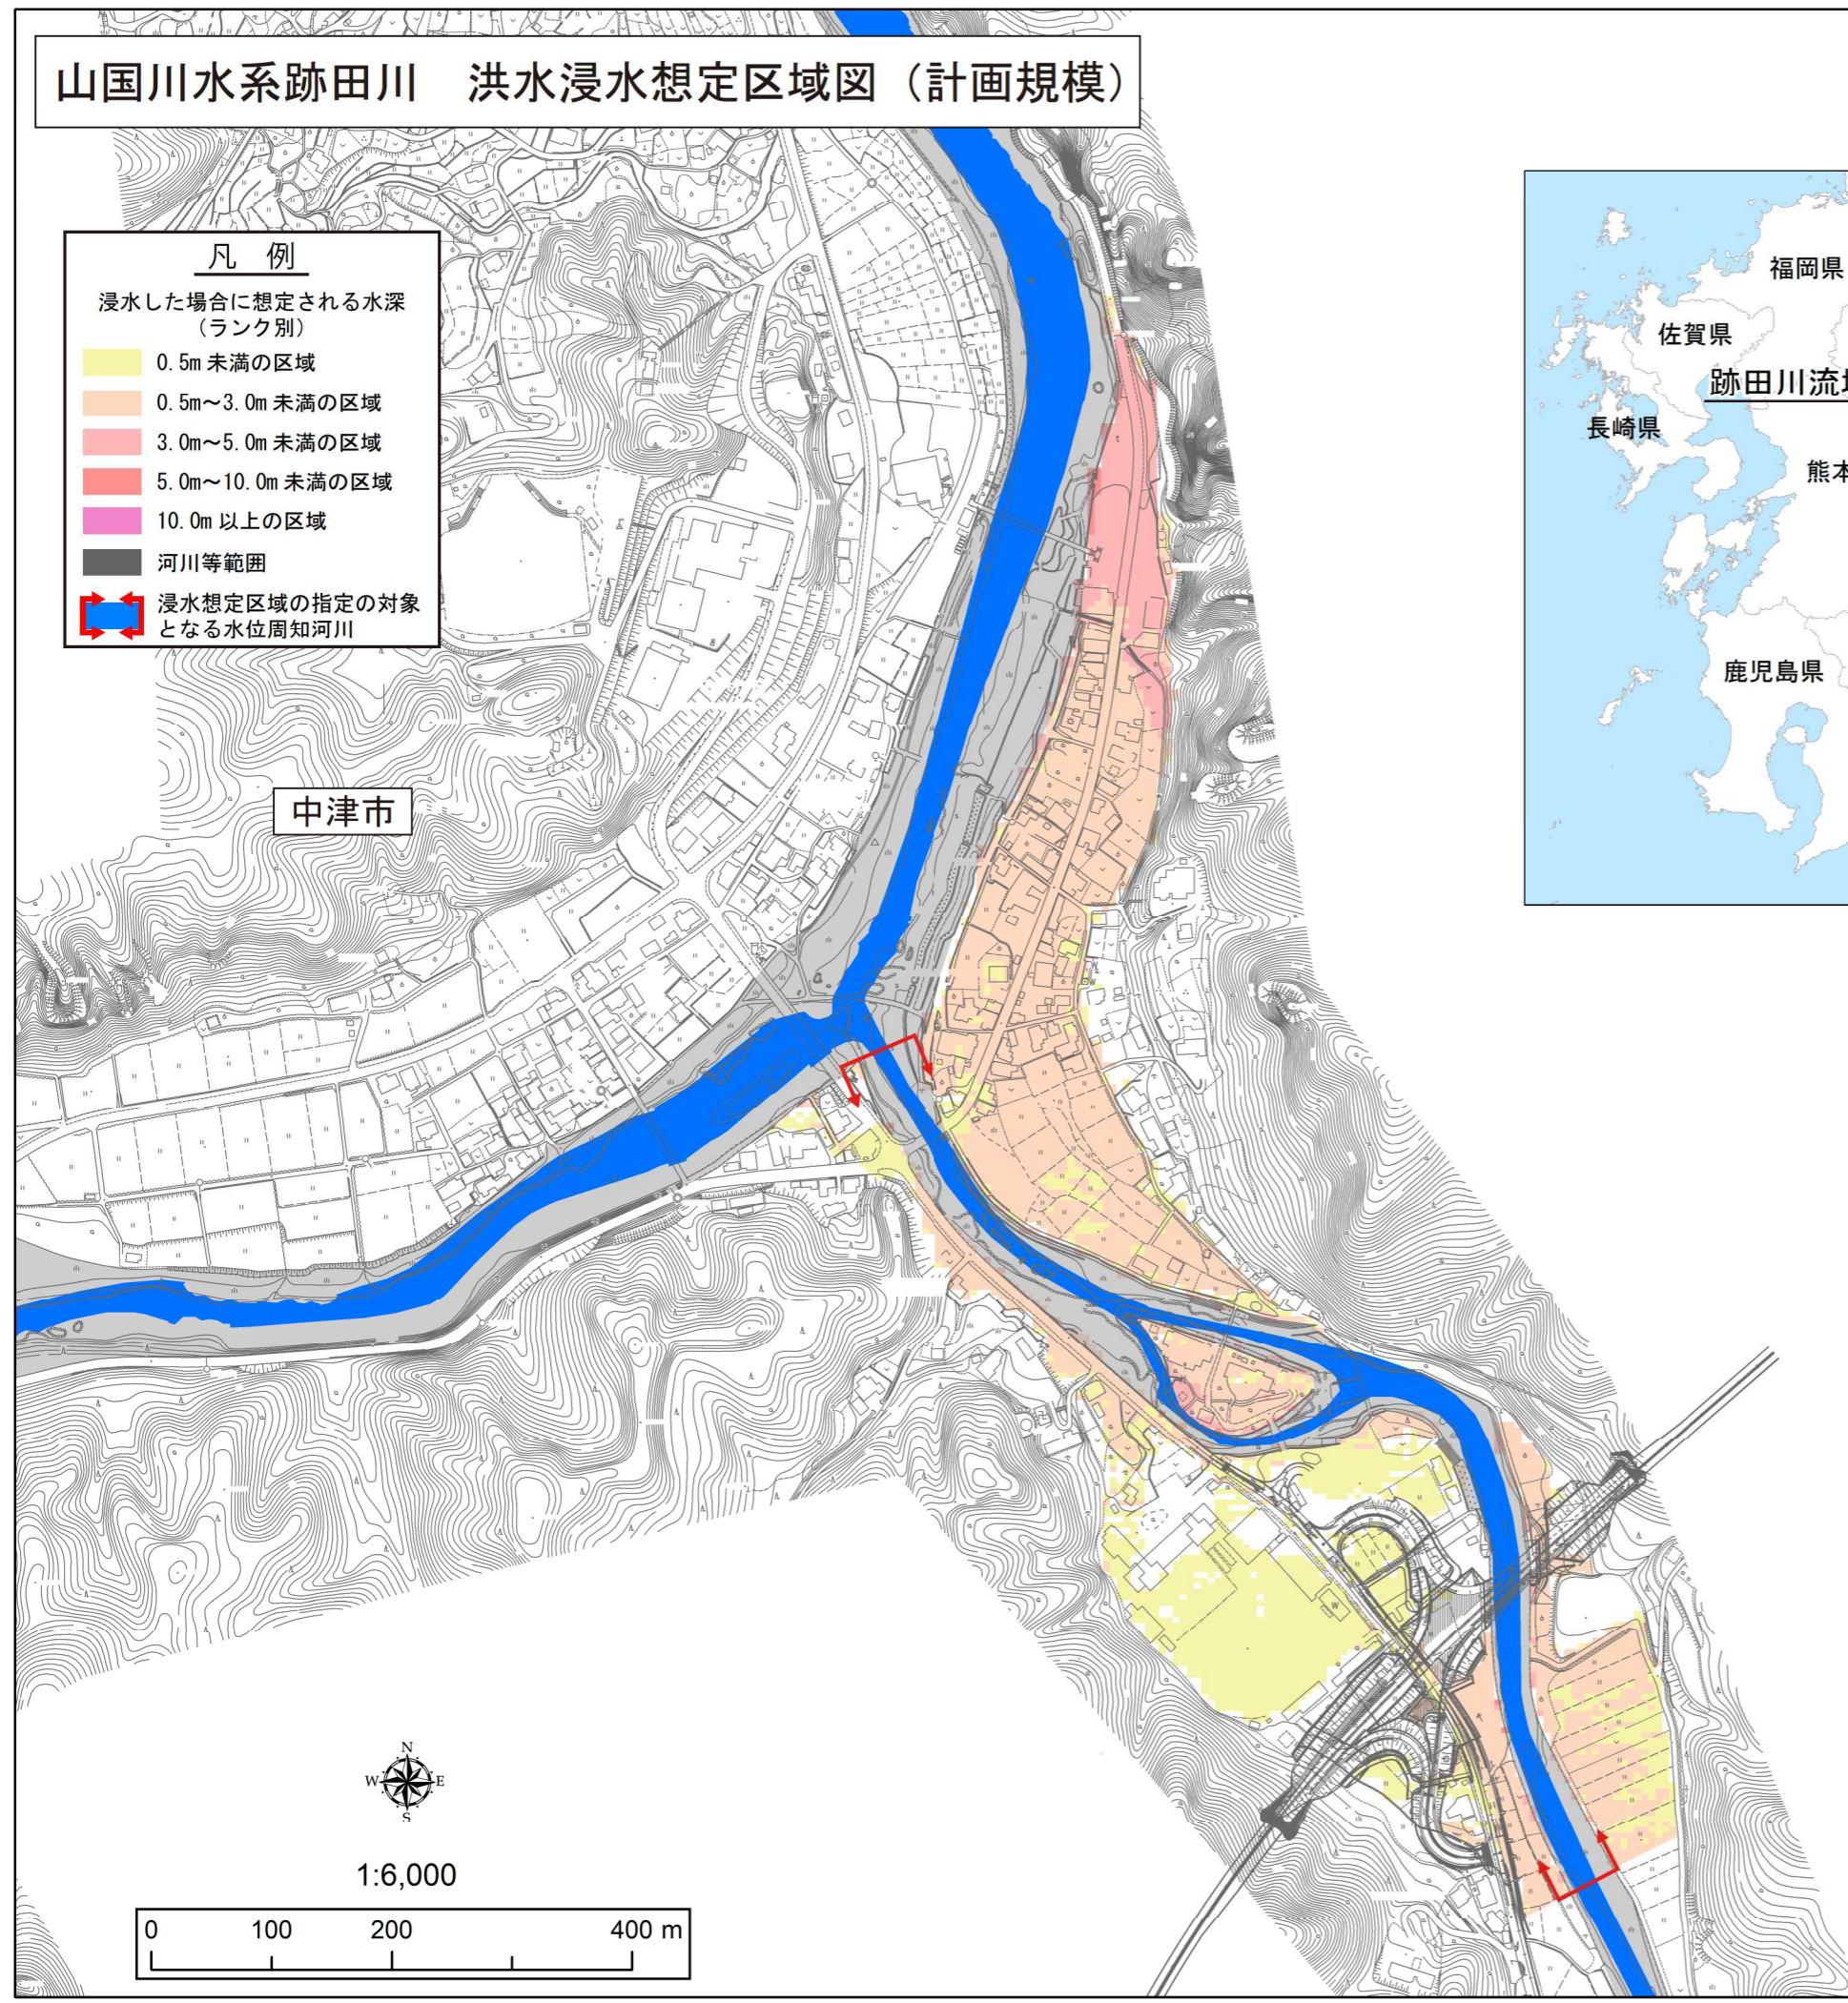 山国川水系跡田川　洪水浸水想定区域図（計画規模）
凡　例
浸水した場合に想定される水深
（ランク別）
0.5m 未満の区域
0.5m～3.0m 未満の区域
3.0m～5.0m 未満の区域
5.0m～10.0m 未満の区域
10.0m 以上の区域
河川等範囲
浸水想定区域の指定の対象
となる水位周知河川
福岡県
佐賀県
跡田川流
長崎県
熊本
鹿児島県
中津市
N
W E
S
1:6,000
0 100 200 400 m